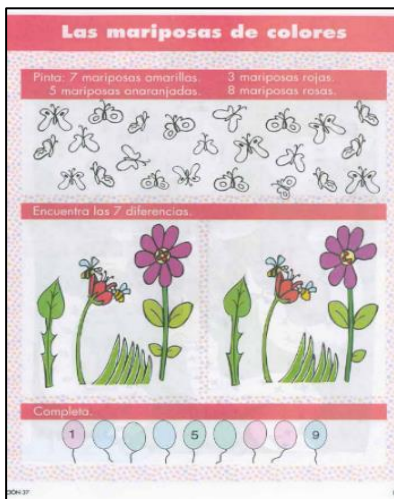 Las mariposas de colores
Pinta: 7 mariposas amarillas. 3 mariposas rojas.
5 mariposas anaranjadas. 8 mariposas rosas.
Encuentra las 7 diferencias.
Completa.
1 5 9